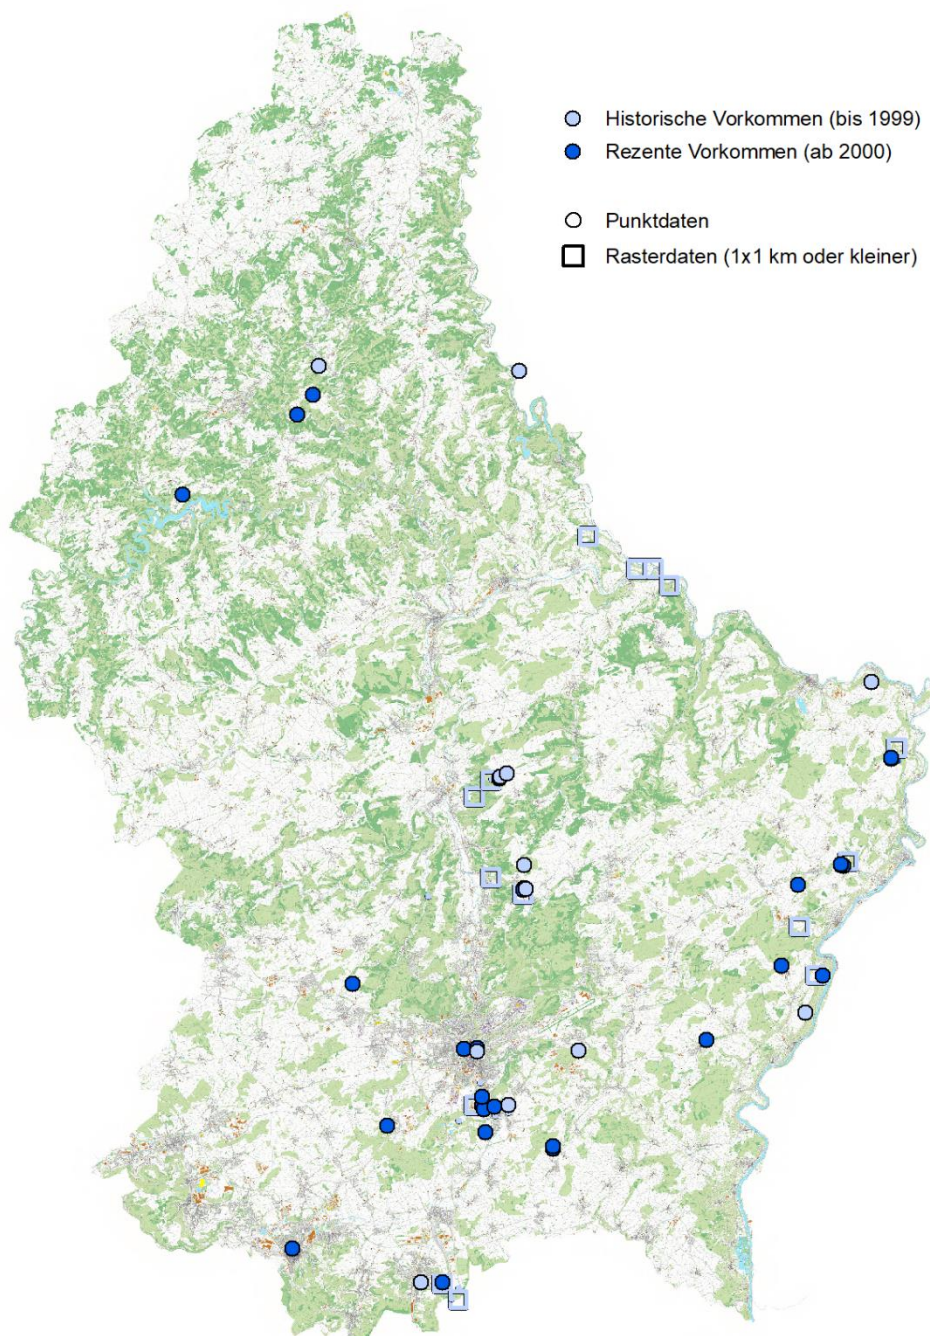 Historische Vorkommen (bis 1999)
Rezente Vorkommen (ab 2000)
Punktdaten
Rasterdaten (1x1 km oder kleiner)